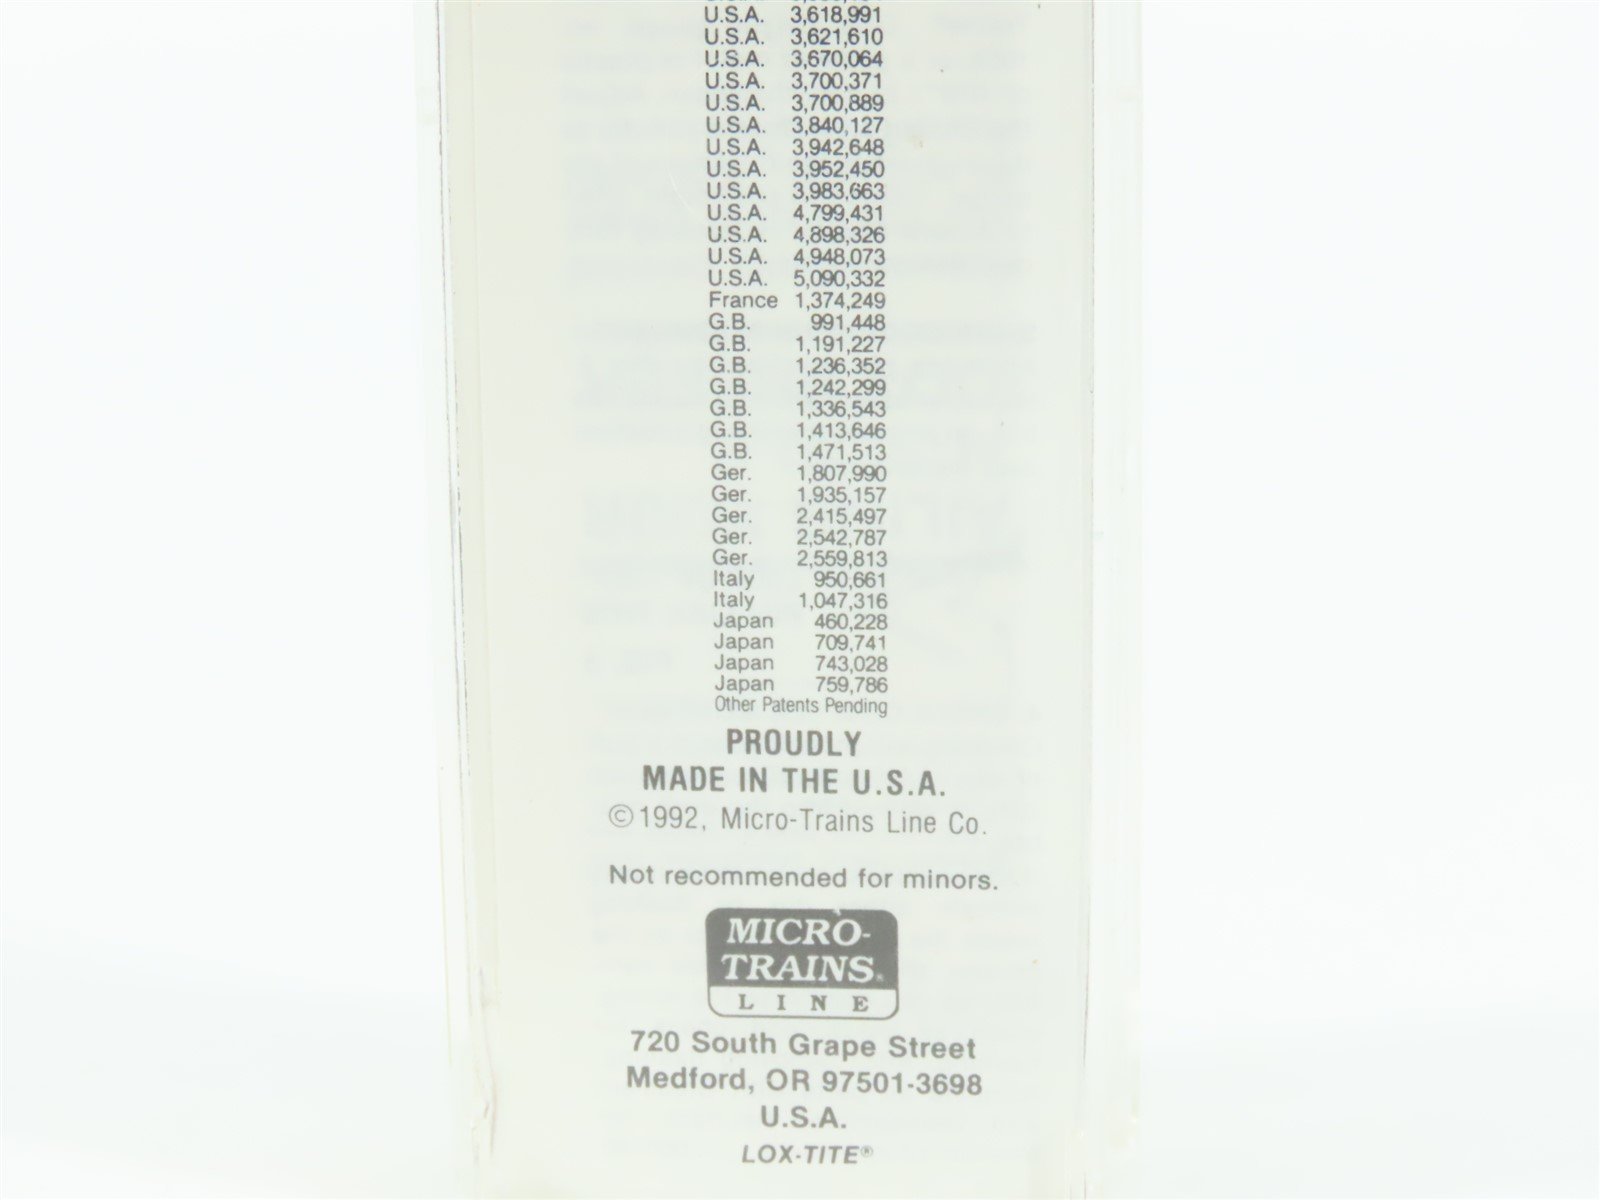 U.S.A. 3,618,991
U.S.A. 3,621,610
U.S.A. 3,670,064
U.S.A. 3,700,371
U.S.A. 3,700,889
U.S.A. 3,840,127
U.S.A. 3,942,648
U.S.A. 3,952,450
U.S.A. 3,983,663
U.S.A. 4,799,431
U.S.A. 4,898,326
U.S.A. 4,948,073
U.S.A. 5,090,332
France 1,374,249
G.B. 991,448
G.B. 1,191,227
G.B. 1,236,352
G.B. 1,242,299
G.B. 1,336,543
G.B. 1,413,646
G.B. 1,471,513
Ger. 1,807,990
Ger. 1,935,157
Ger. 2,415,497
Ger. 2,542,787
Ger. 2,559,813
Italy 950,661
Italy 1,047,316
Japan 460,228
Japan 709,741
Japan 743,028
Japan 759,786
Other Patents Pending
PROUDLY
MADE IN THE U.S.A.
©1992, Micro-Trains Line Co.
Not recommended for minors.
MICRO-
TRAINS®
LINE
720 South Grape Street
Medford, OR 97501-3698
U.S.A.
LOX-TITE®